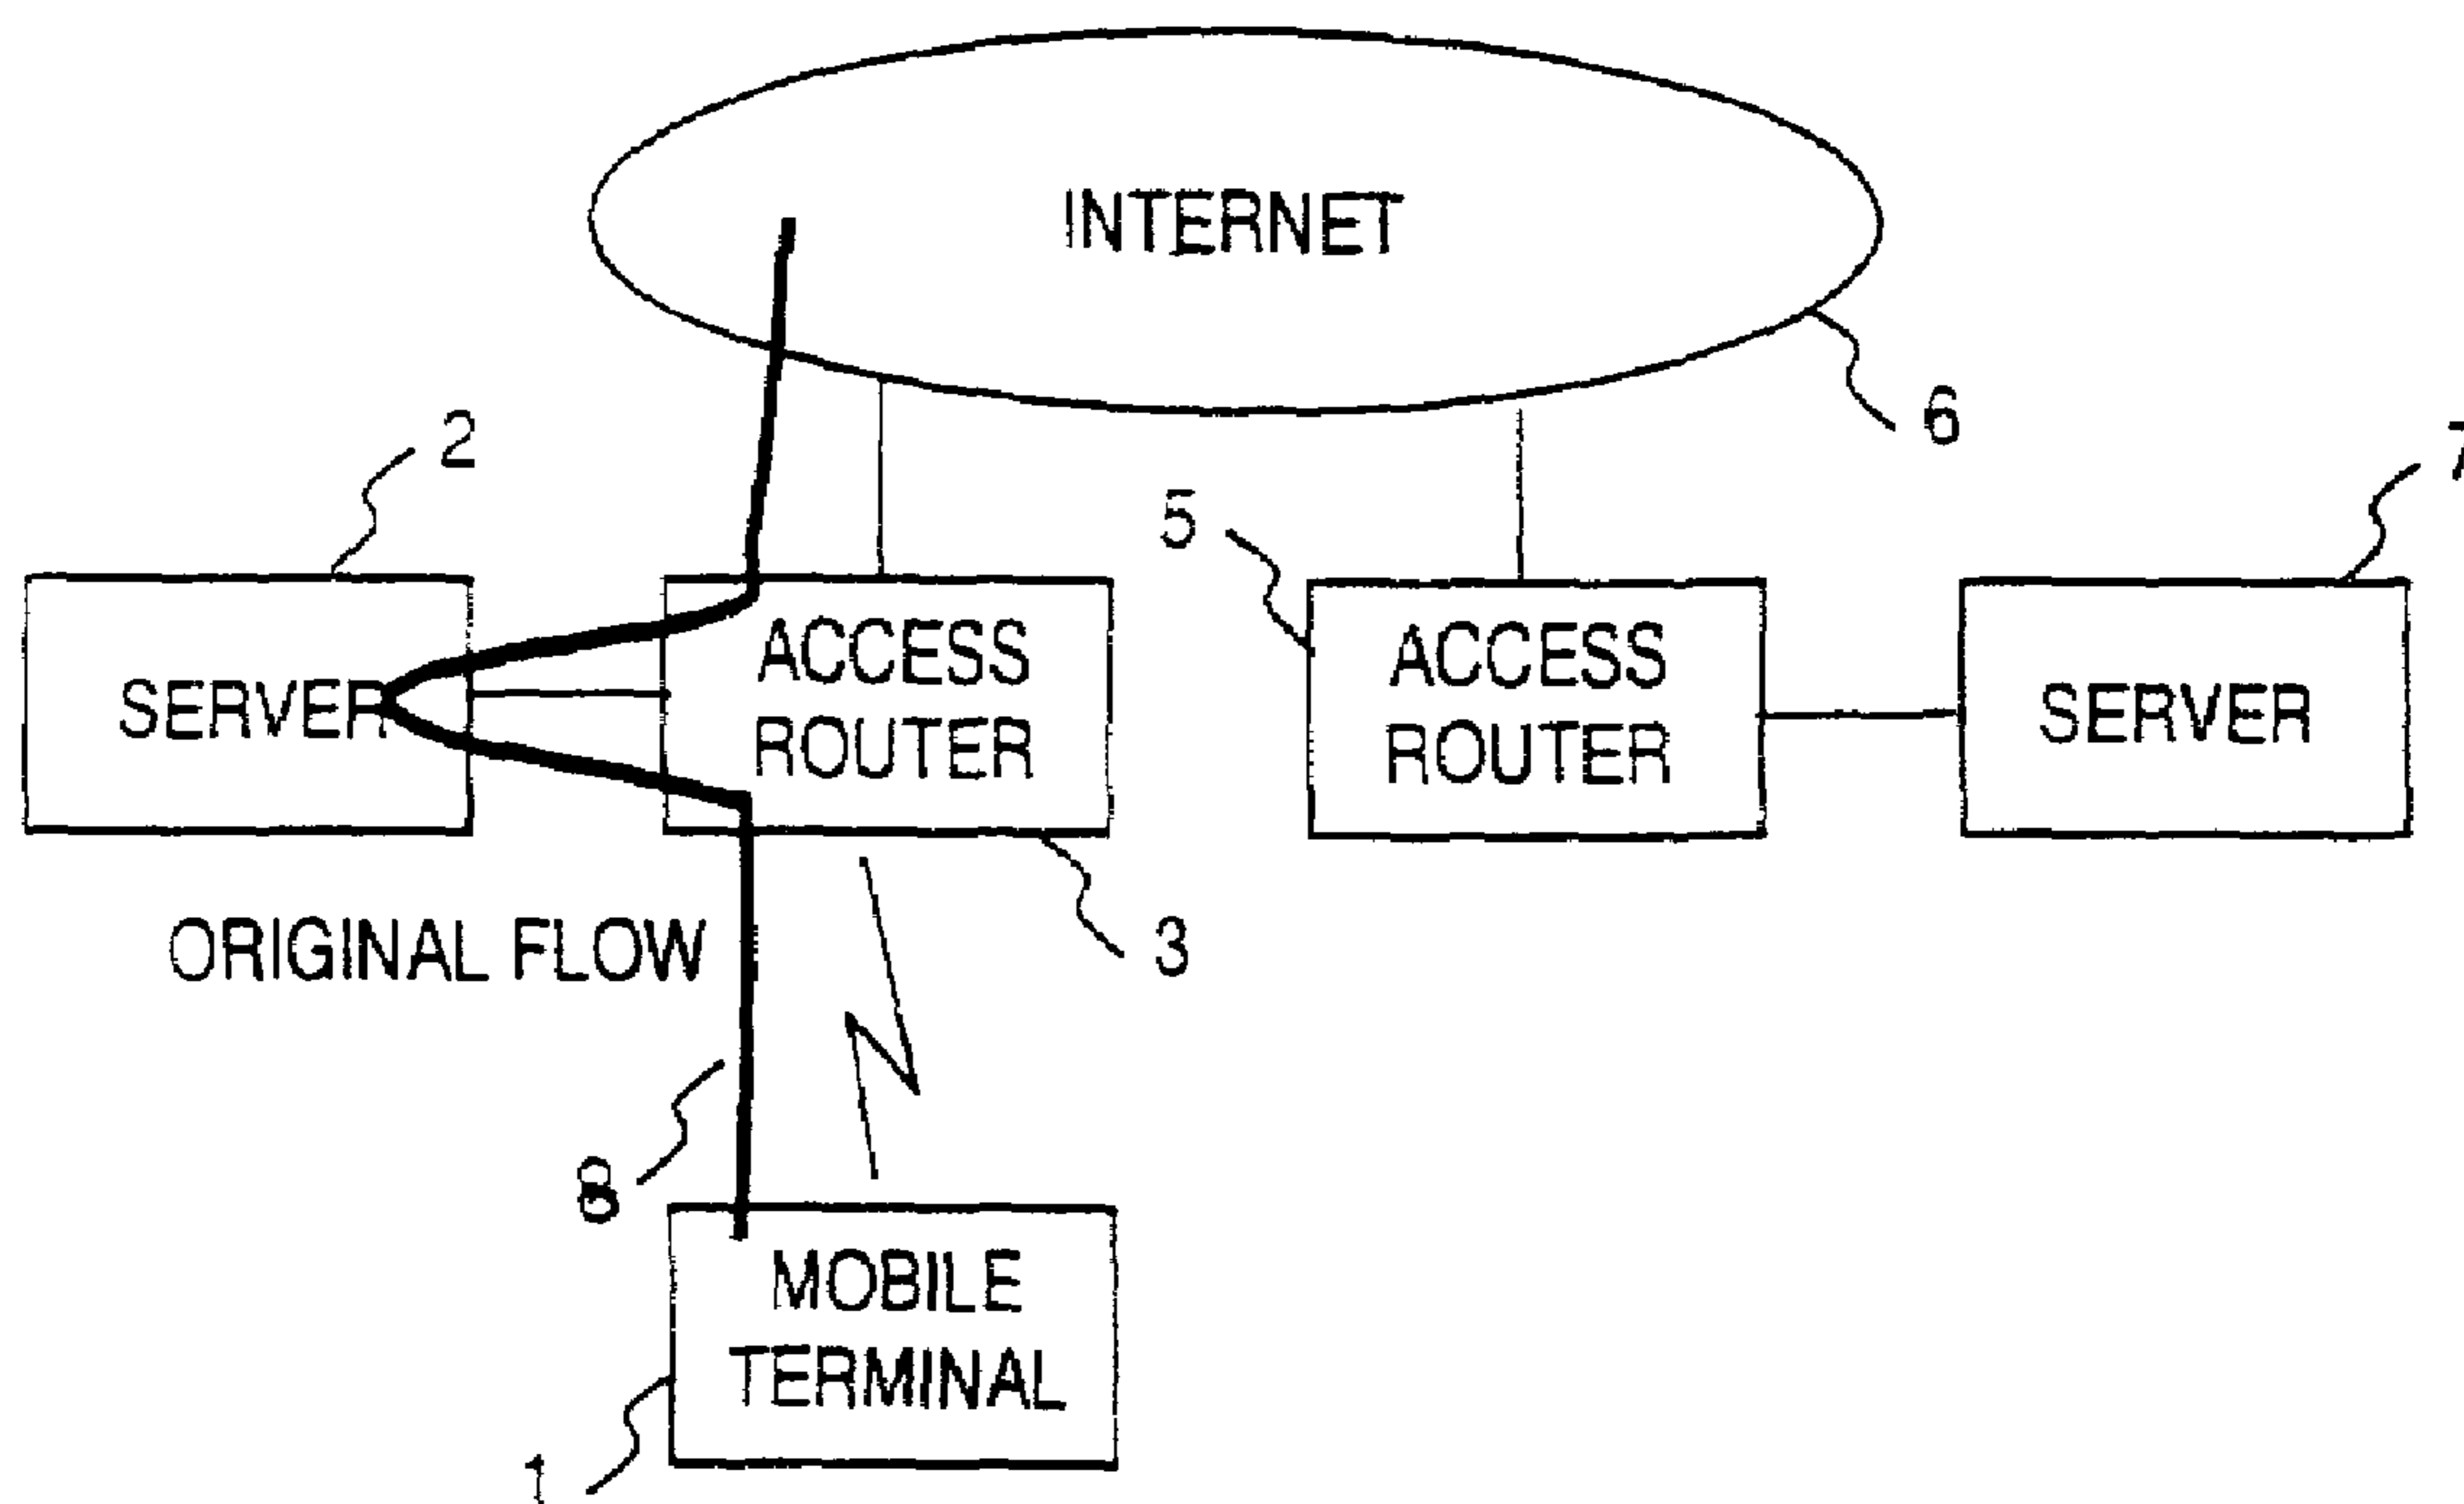 INTERNET
6
2
7
5
SERVER
ACCESS
ROUTER
ACCESS
ROUTER
SERVER
ORIGINAL FLOW
3
8
MOBILE
TERMINAL
1